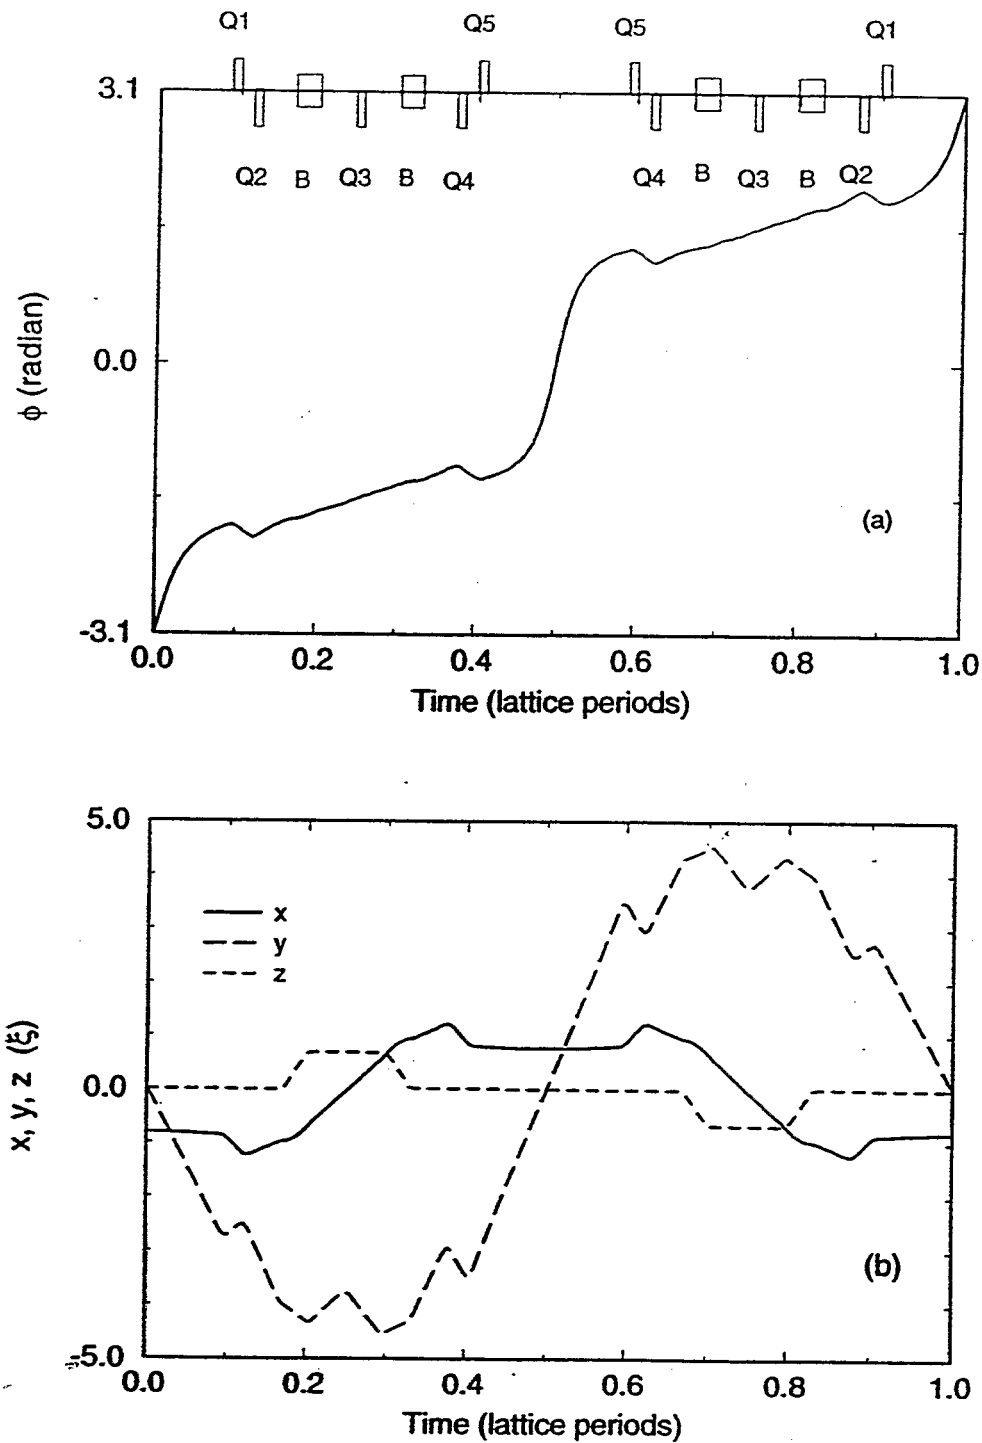 Q1 Q5 Q5 Q1
3.1
Q2 B Q3 B Q4 Q4 B Q3 B Q2
ϕ (radian)
0.0
(a)
-3.1
0.0 0.2 0.4 0.6 0.8 1.0
Time (lattice periods)
5.0
x
y
z
x, y, z (ξ)
0.0
(b)
-5.0
0.0 0.2 0.4 0.6 0.8 1.0
Time (lattice periods)